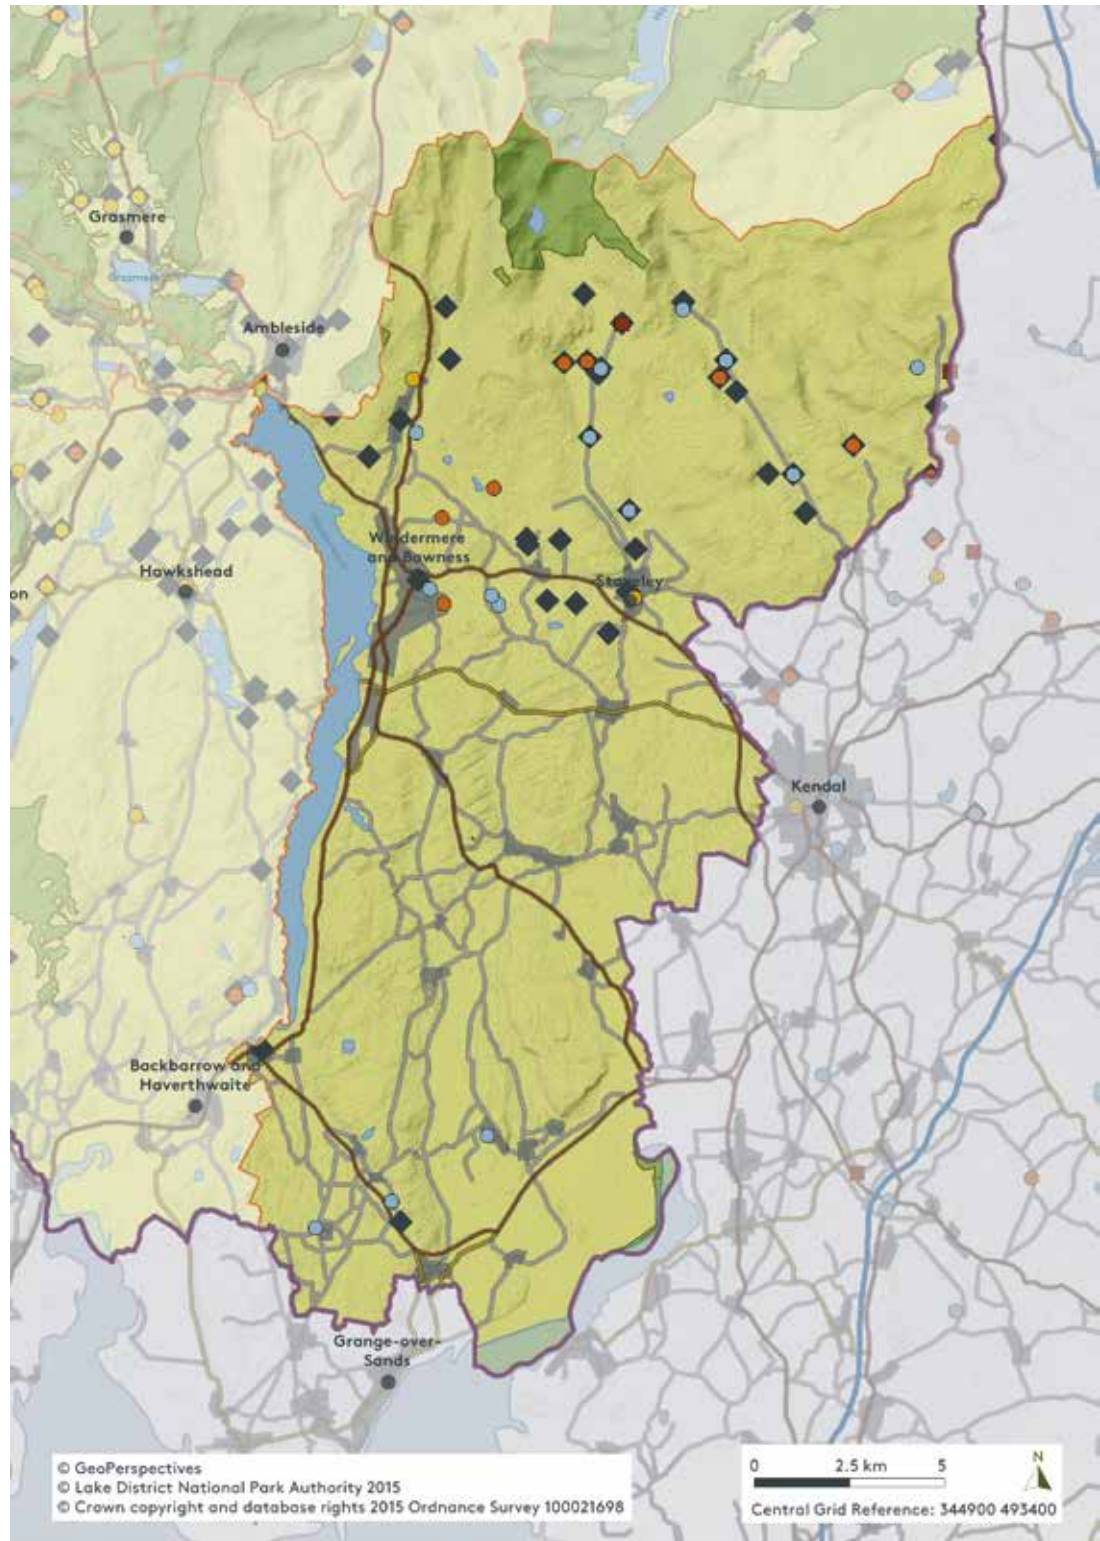 Grasmere
Grasmere
Ambleside
Windermere
and Bowness
Staveley
Hawkshead
on
Kendal
Backbarrow and
Haverthwaite
Grange-over-
Sands
© GeoPerspectives
© Lake District National Park Authority 2015
© Crown copyright and database rights 2015 Ordnance Survey 100021698
0 2.5 km 5
N
Central Grid Reference: 344900 493400